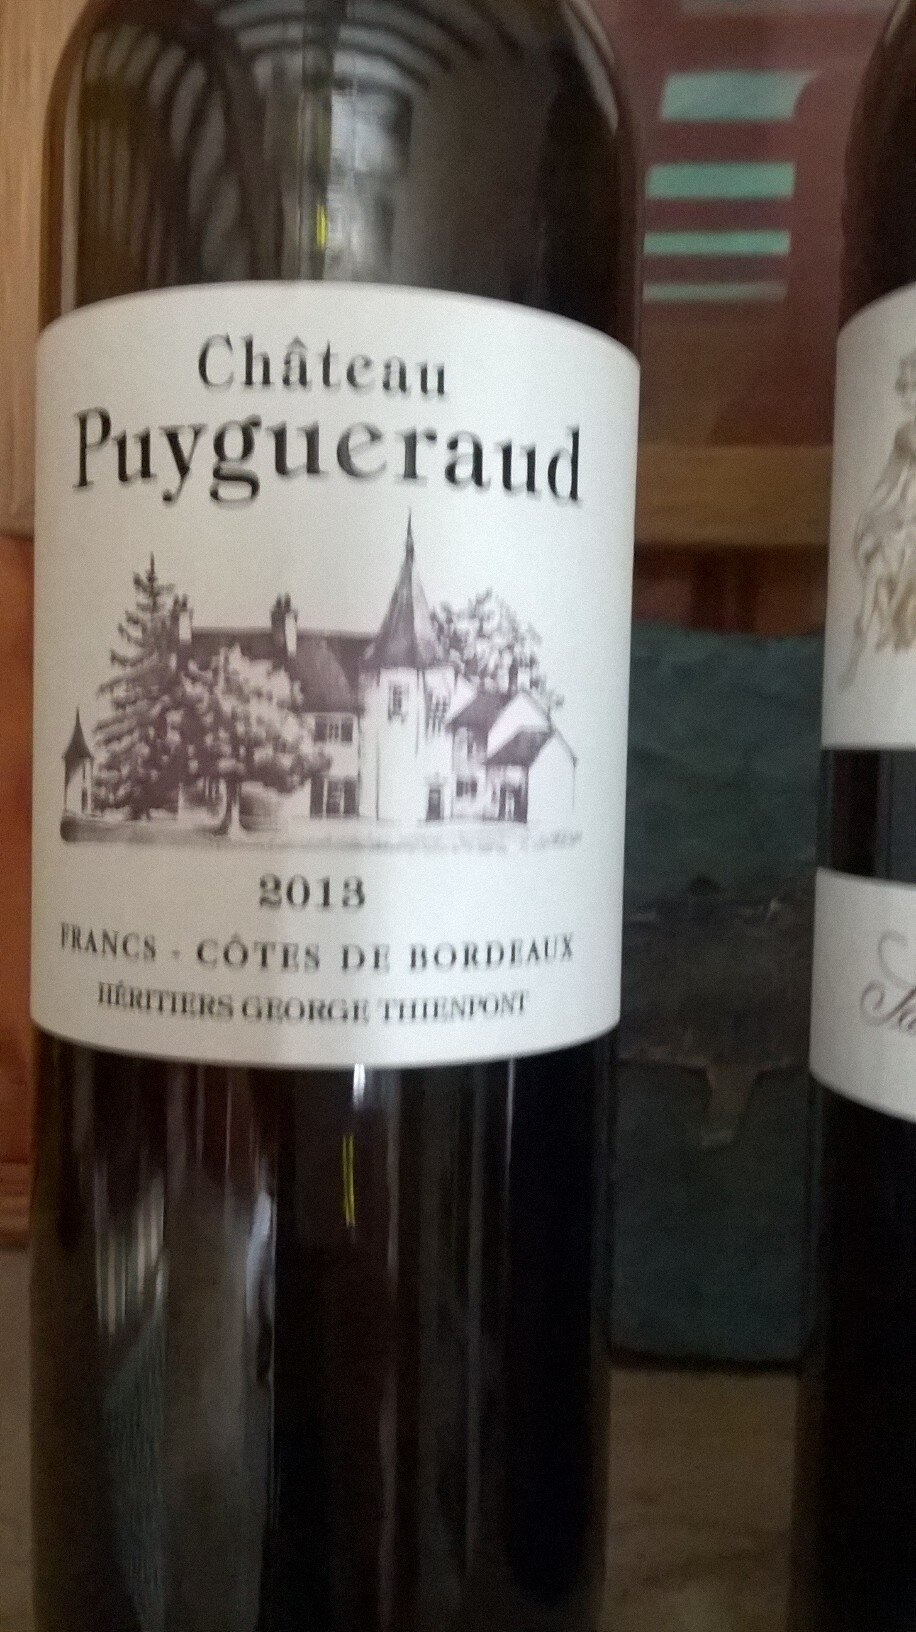 Château
Puygueraud
2013
FRANCS - CÔTES DE BORDEAUX
HÉRITIERS GEORGE THIENPONT